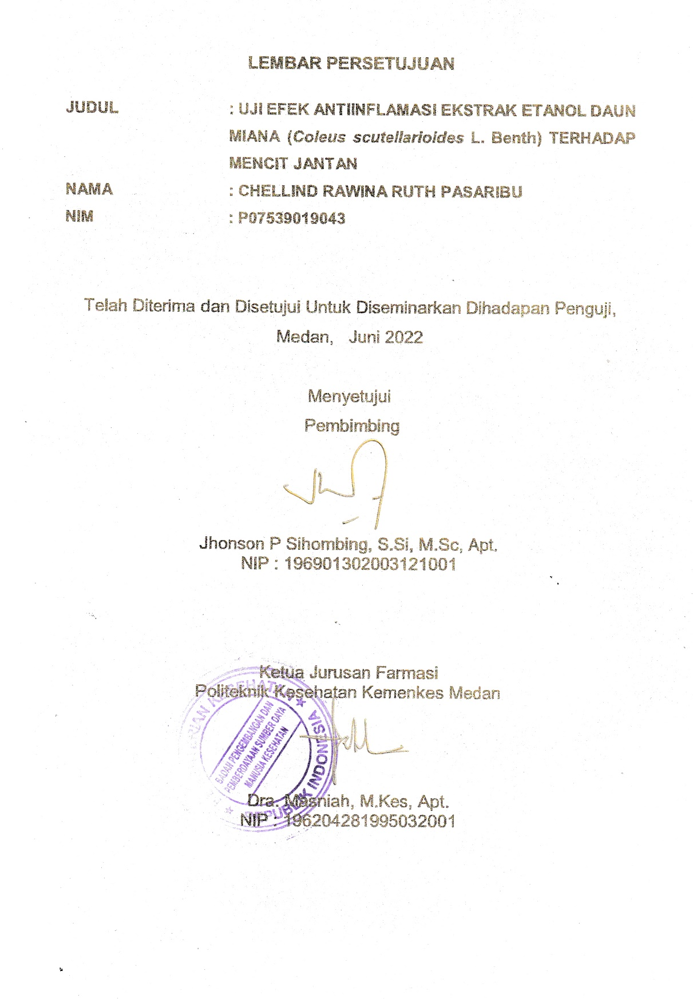 LEMBAR PERSETUJUAN
JUDUL : UJI EFEK ANTIINFLAMASI EKSTRAK ETANOL DAUN
MIANA (Coleus scutellarioides L. Benth) TERHADAP
MENCIT JANTAN
NAMA : CHELLIND RAWINA RUTH PASARIBU
NIM : P07539019043
Telah Diterima dan Disetujui Untuk Diseminarkan Dihadapan Penguji,
Medan, Juni 2022
Menyetujui
Pembimbing
Jhonson P Sihombing, S.Si, M.Sc, Apt.
NIP : 196901302003121001
Ketua Jurusan Farmasi
Politeknik Kesehatan Kemenkes Medan
KESEHATAN
BADAN PENGEMBANGAN DAN
PEMBERDAYAAN SUMBER DAYA
MANUSIA KESEHATAN
REPUBLIK INDONESIA
Dra. Masniah, M.Kes, Apt.
NIP : 196204281995032001